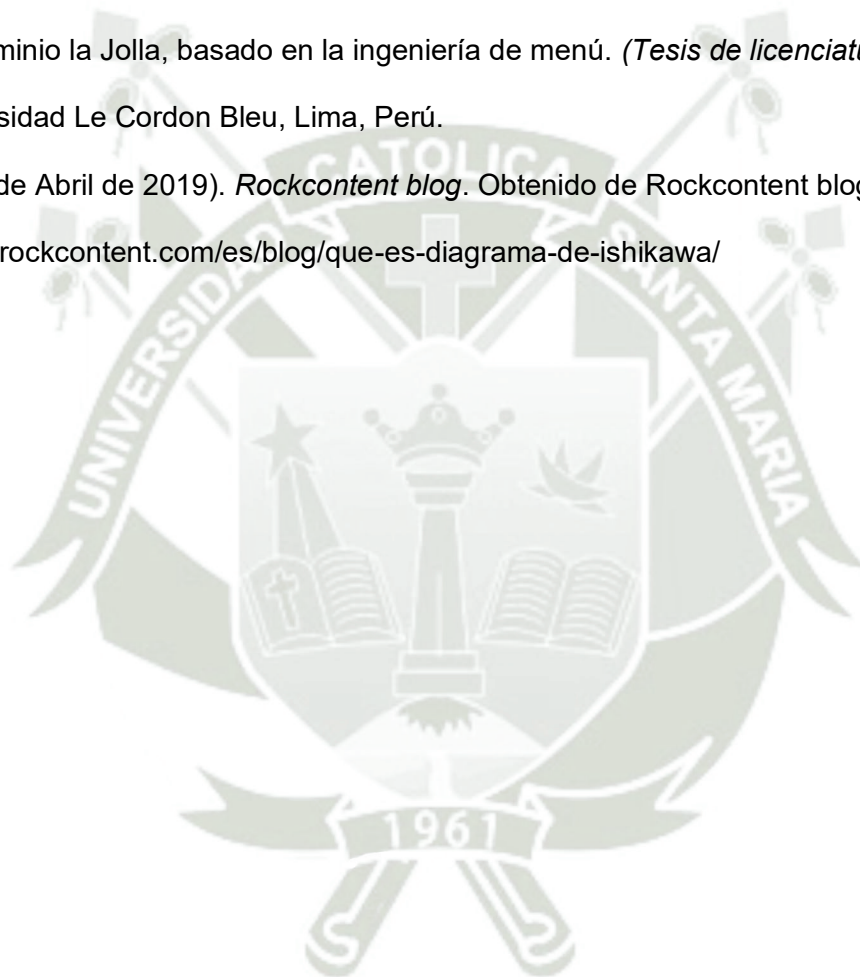 minio la Jolla, basado en la ingeniería de menú. (Tesis de licenciatu
sidad Le Cordon Bleu, Lima, Perú.
de Abril de 2019). Rockcontent blog. Obtenido de Rockcontent blog
rockcontent.com/es/blog/que-es-diagrama-de-ishikawa/
UNIVERSIDAD CATOLICA SANTA MARIA
1961